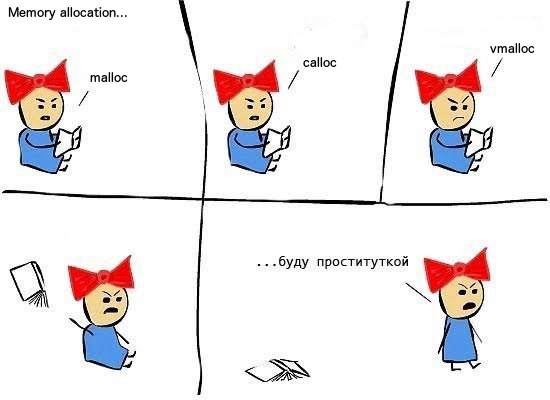 Memory allocation...
malloc
calloc
vmalloc
...буду проституткой